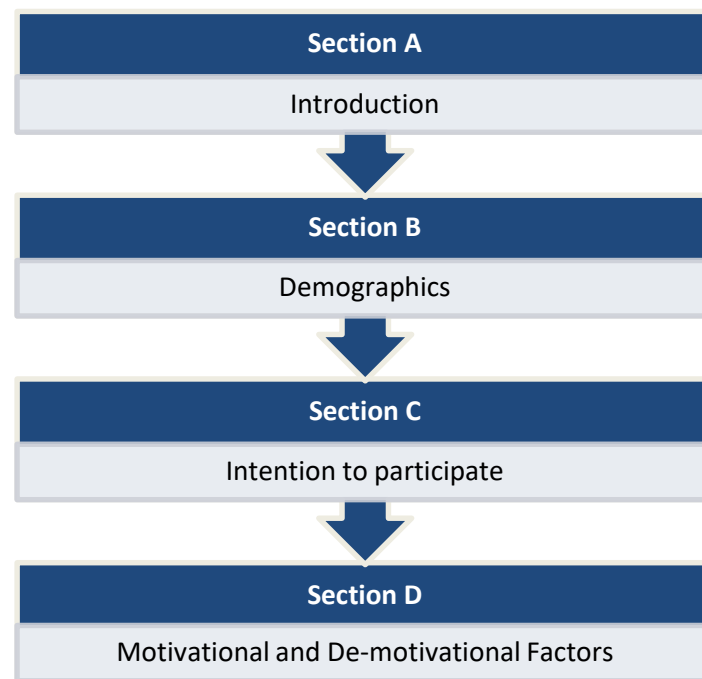 Section A
Introduction
Section B
Demographics
Section C
Intention to participate
Section D
Motivational and De-motivational Factors